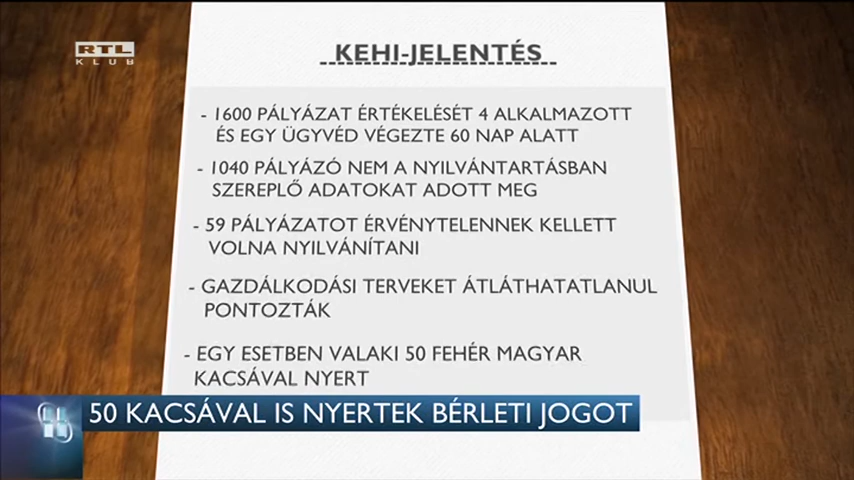 RTL
KLUB
KEHI-JELENTÉS
- 1600 PÁLYÁZAT ÉRTÉKELÉSÉT 4 ALKALMAZOTT
ÉS EGY ÜGYVÉD VÉGEZTE 60 NAP ALATT
- 1040 PÁLYÁZÓ NEM A NYILVÁNTARTÁSBAN
SZEREPLŐ ADATOKAT ADOTT MEG
- 59 PÁLYÁZATOT ÉRVÉNYTELENNEK KELLETT
VOLNA NYILVÁNÍTANI
- GAZDÁLKODÁSI TERVEKET ÁTLÁTHATATLANUL
PONTOZTÁK
- EGY ESETBEN VALAKI 50 FEHÉR MAGYAR
KACSÁVAL NYERT
50 KACSÁVAL IS NYERTEK BÉRLETI JOGOT